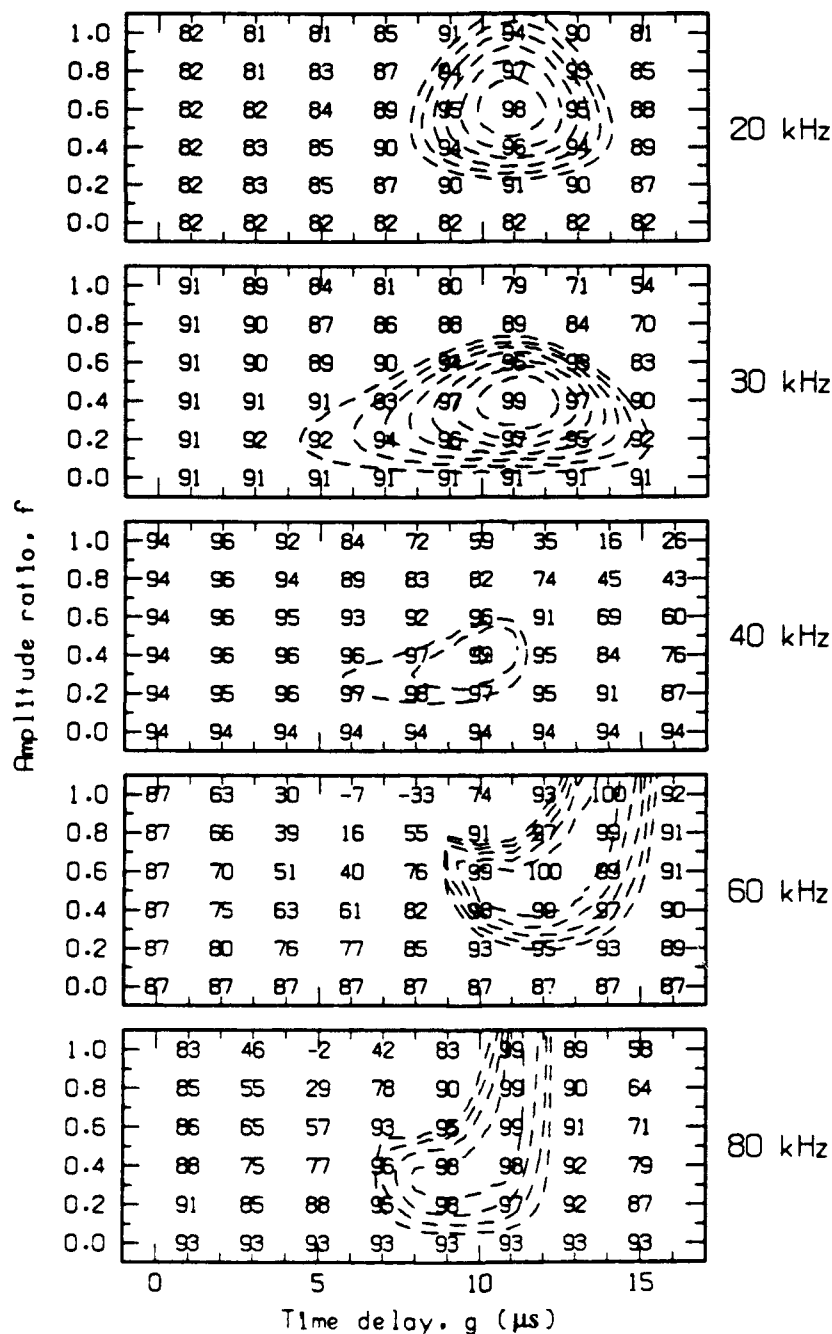 1.0 82 81 81 85 91 94 90 81
0.8 82 81 83 87 94 97 93 85
0.6 82 82 84 89 95 98 95 88
0.4 82 83 85 90 94 96 94 89
0.2 82 83 85 87 90 91 90 87
0.0 82 82 82 82 82 82 82 82
20 kHz
1.0 91 89 84 81 80 79 71 54
0.8 91 90 87 86 88 89 84 70
0.6 91 90 89 90 94 96 93 83
0.4 91 91 91 83 97 99 97 90
0.2 91 92 92 94 96 97 95 92
0.0 91 91 91 91 91 91 91 91
30 kHz
1.0 94 96 92 84 72 59 35 16 26
0.8 94 96 94 89 83 82 74 45 43
0.6 94 96 95 93 92 96 91 69 60
0.4 94 96 96 96 97 99 95 84 76
0.2 94 95 96 97 98 97 95 91 87
0.0 94 94 94 94 94 94 94 94 94
40 kHz
Amplitude ratio, f
1.0 87 63 30 -7 -33 74 93 100 92
0.8 87 66 39 16 55 91 97 99 91
0.6 87 70 51 40 76 99 100 89 91
0.4 87 75 63 61 82 98 99 97 90
0.2 87 80 76 77 85 93 95 93 89
0.0 87 87 87 87 87 87 87 87 87
60 kHz
1.0 83 46 -2 42 83 99 89 58
0.8 85 55 29 78 90 99 90 64
0.6 86 65 57 93 95 99 91 71
0.4 88 75 77 96 98 98 92 79
0.2 91 85 88 95 98 97 92 87
0.0 93 93 93 93 93 93 93 93
80 kHz
0 5 10 15
Time delay, g (μs)